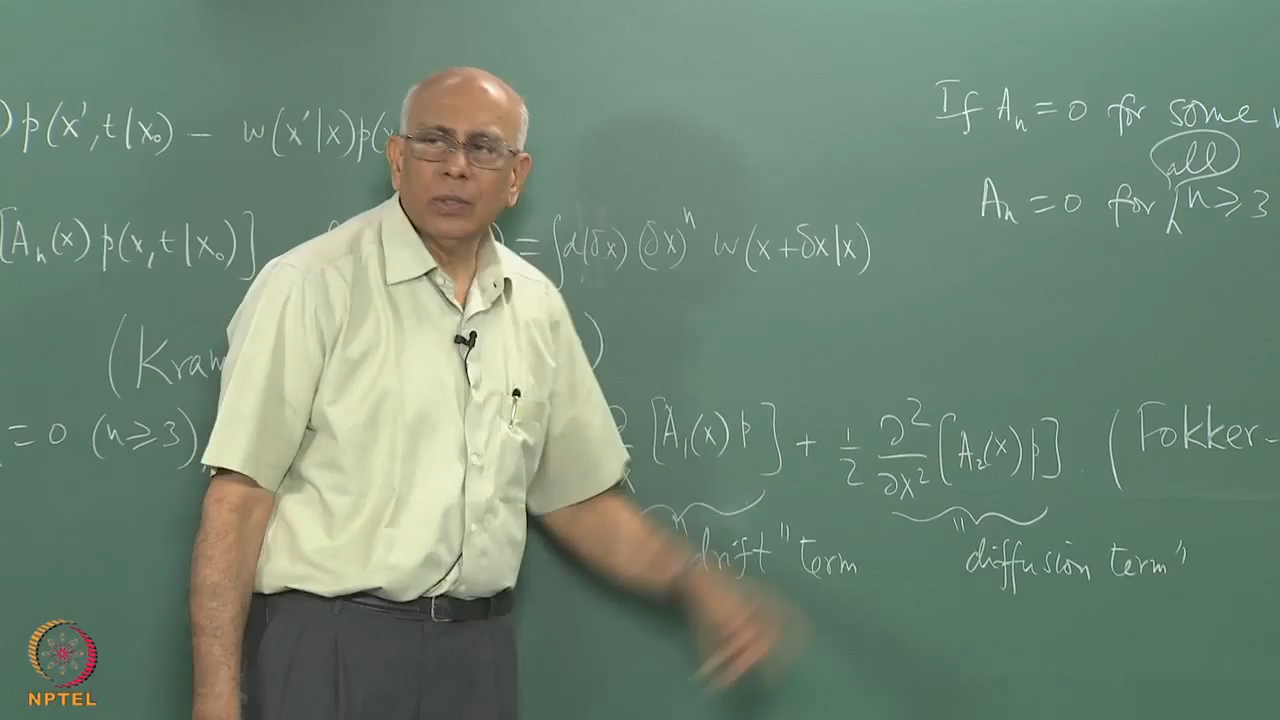 )p(x',t|x₀) − w(x'|x)p(x
If Aₙ = 0 for some
all
Aₙ = 0 for n ≥ 3
[Aₙ(x)p(x,t|x₀)] ) = ∫d(δx) (δx)ⁿ w(x+δx|x)
(Kram )
= 0 (n ≥ 3), [A₁(x)p] + 1/2 ∂²/∂x² [A₂(x)p] (Fokker-
drift" term "diffusion term"
NPTEL